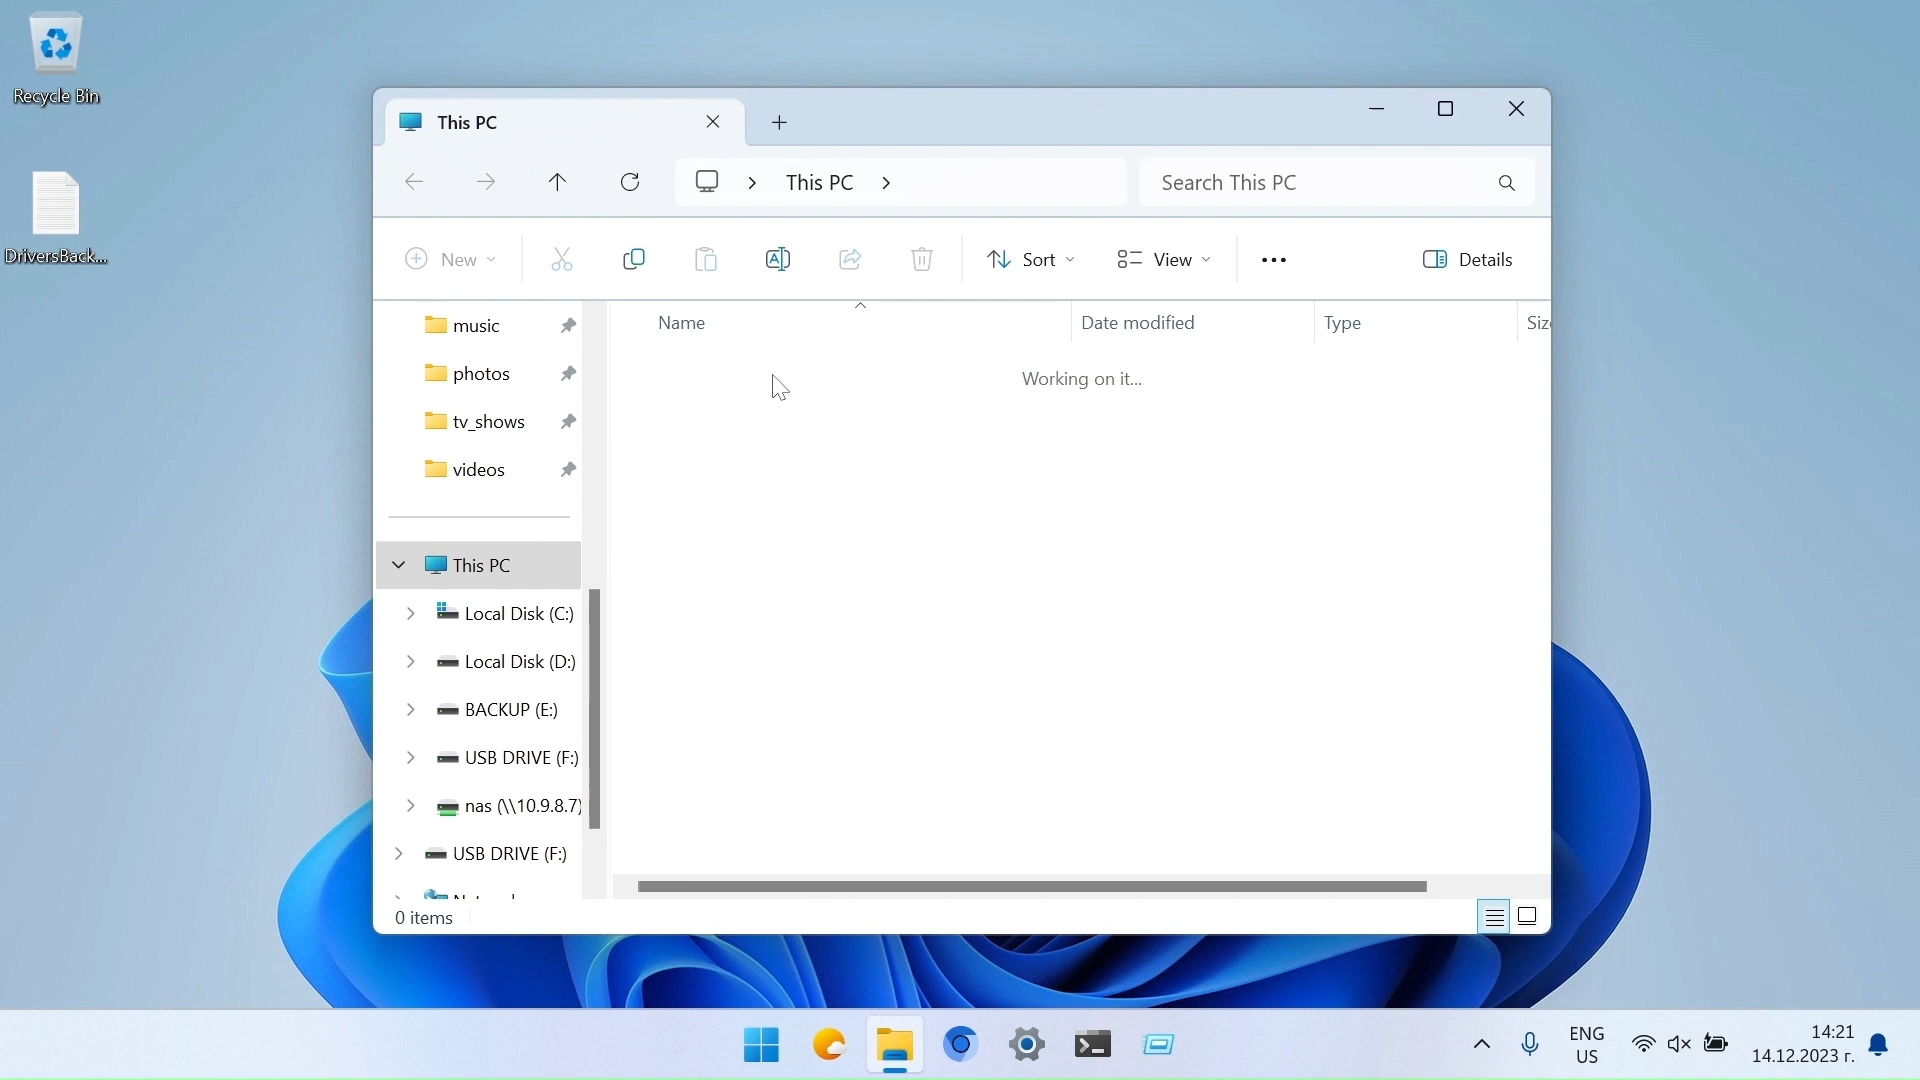 Recycle Bin
DriversBack...
This PC
This PC
Search This PC
New
Sort
View
Details
music
photos
tv_shows
videos
This PC
Local Disk (C:)
Local Disk (D:)
BACKUP (E:)
USB DRIVE (F:)
nas (\\10.9.8.7)
USB DRIVE (F:)
Name
Date modified
Type
Working on it...
0 items
ENG
US
14:21
14.12.2023 г.